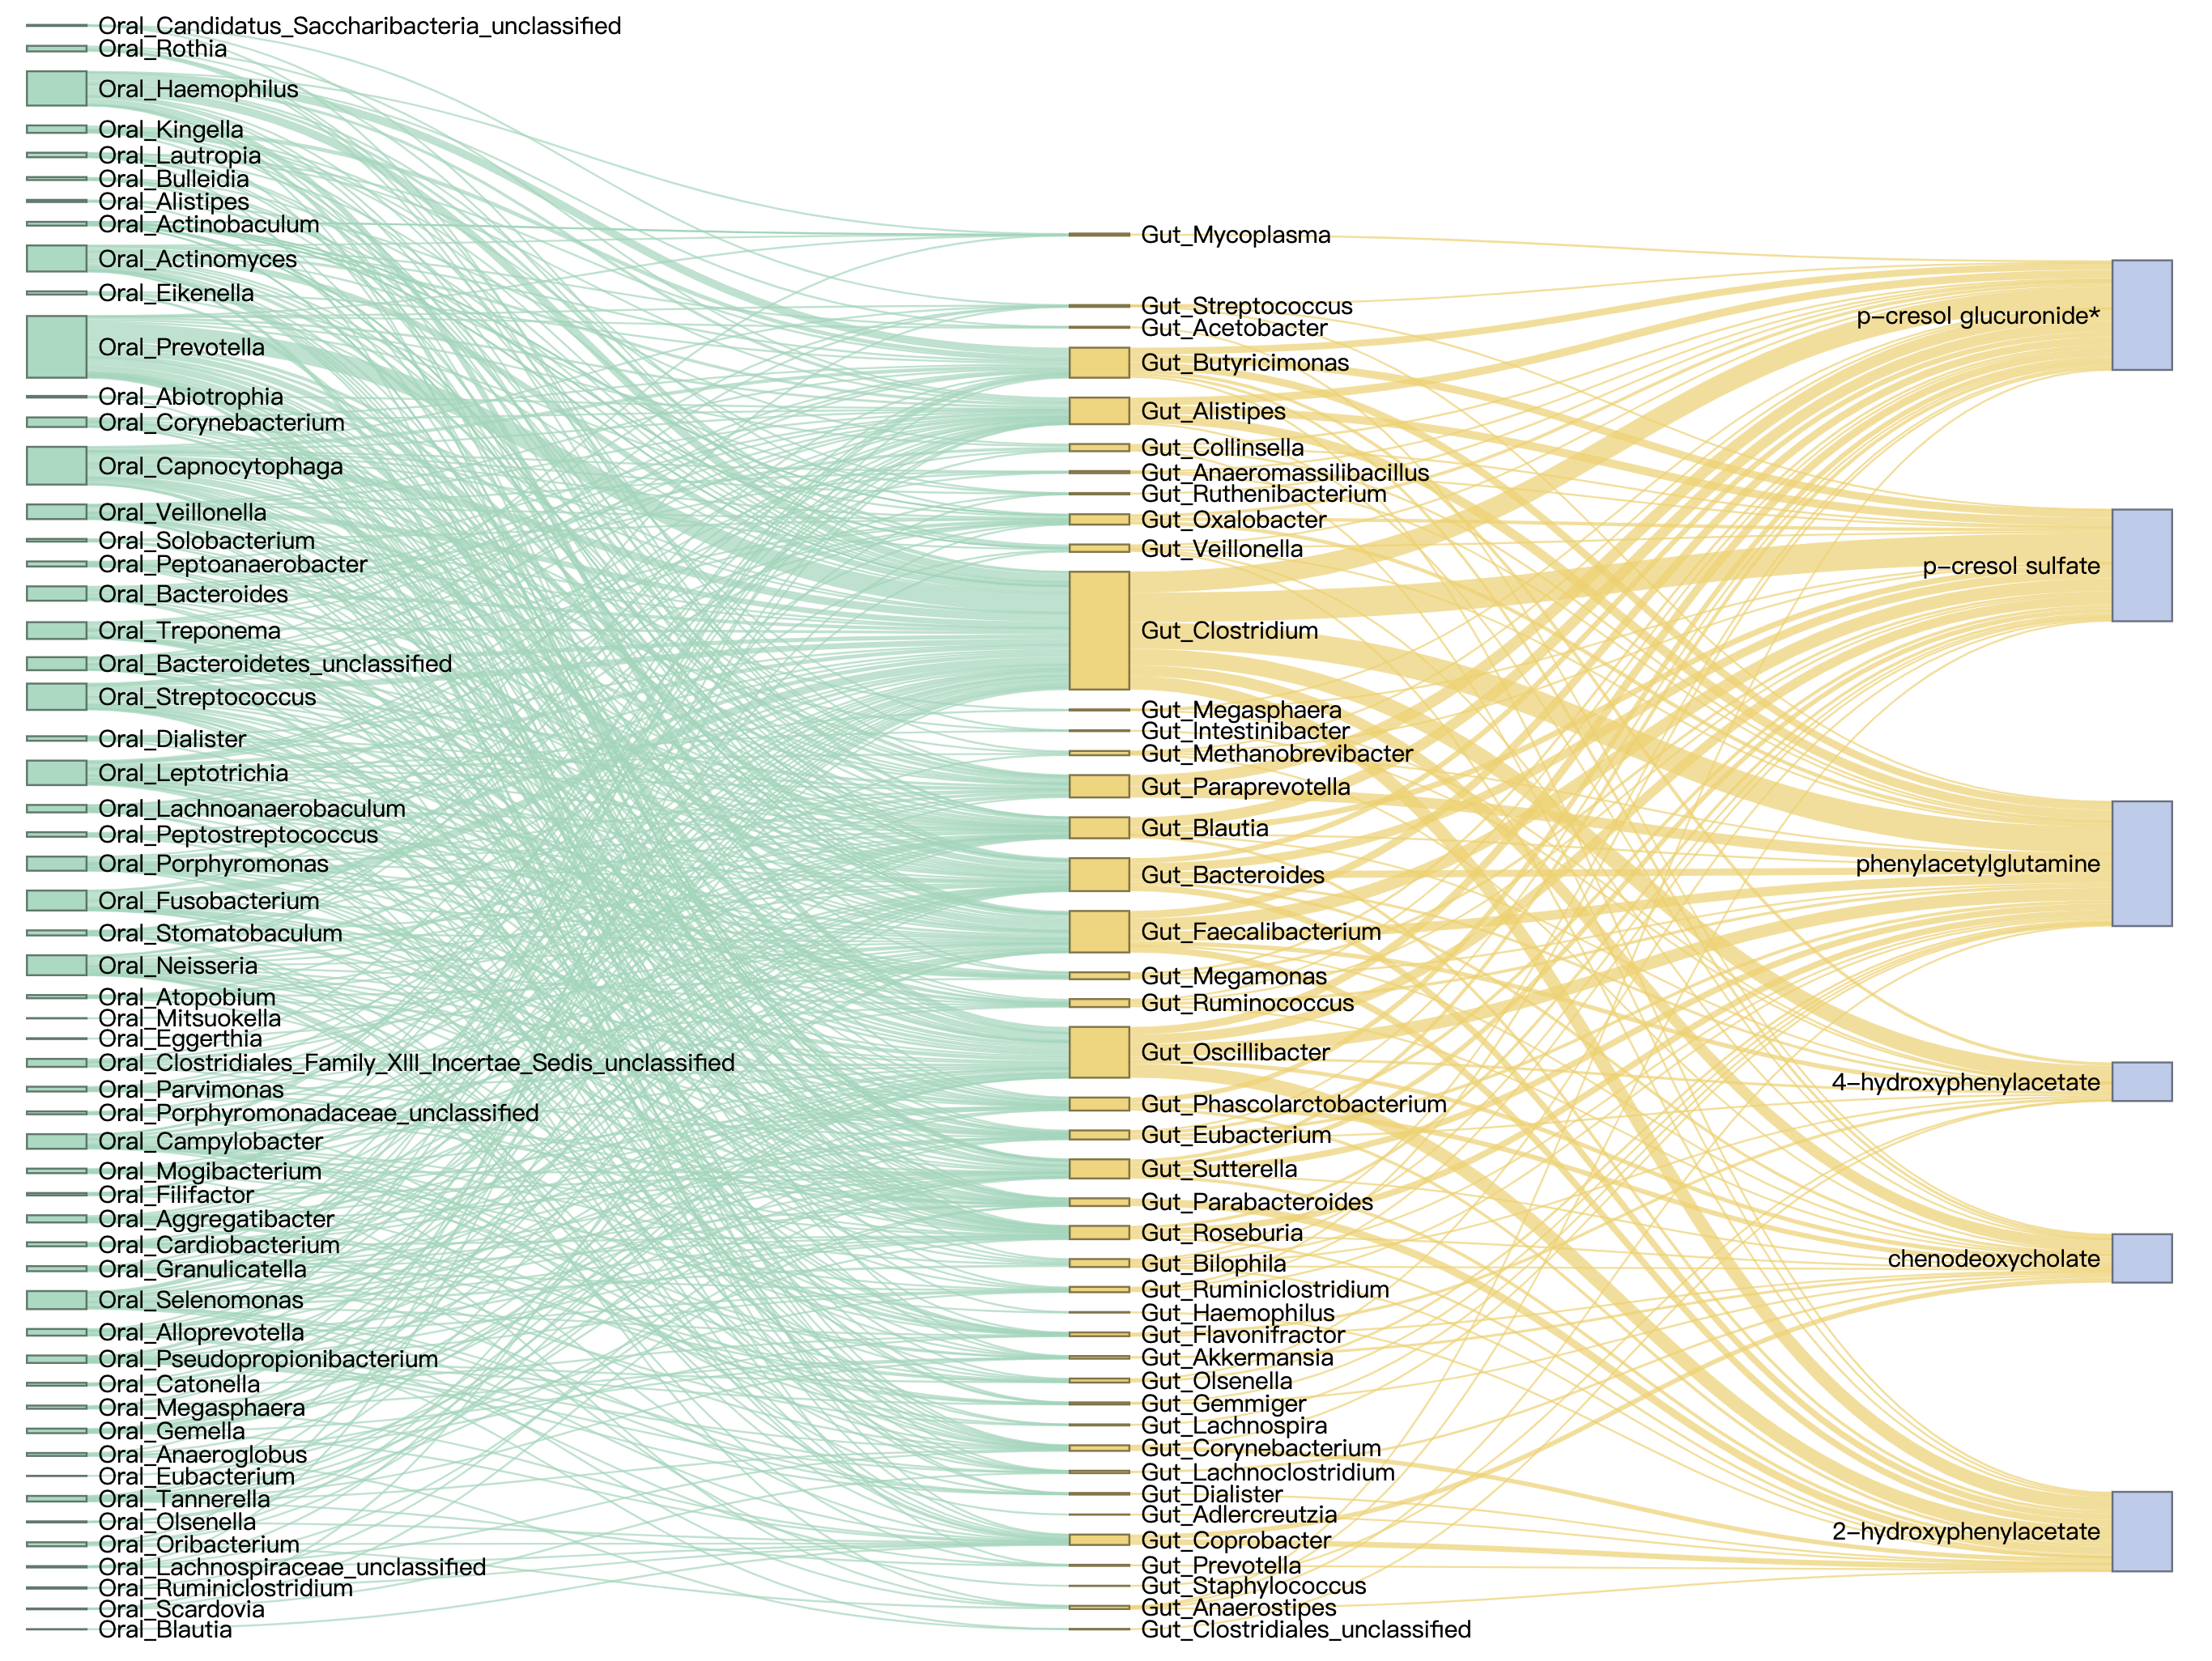 Oral_Candidatus_Saccharibacteria_unclassified
Oral_Rothia
Oral_Haemophilus
Oral_Kingella
Oral_Lautropia
Oral_Bulleidia
Oral_Alistipes
Oral_Actinobaculum
Oral_Actinomyces
Oral_Eikenella
Oral_Prevotella
Oral_Abiotrophia
Oral_Corynebacterium
Oral_Capnocytophaga
Oral_Veillonella
Oral_Solobacterium
Oral_Peptoanaerobacter
Oral_Bacteroides
Oral_Treponema
Oral_Bacteroidetes_unclassified
Oral_Streptococcus
Oral_Dialister
Oral_Leptotrichia
Oral_Lachnoanaerobaculum
Oral_Peptostreptococcus
Oral_Porphyromonas
Oral_Fusobacterium
Oral_Stomatobaculum
Oral_Neisseria
Oral_Atopobium
Oral_Mitsuokella
Oral_Eggerthia
Oral_Clostridiales_Family_XIII_Incertae_Sedis_unclassified
Oral_Parvimonas
Oral_Porphyromonadaceae_unclassified
Oral_Campylobacter
Oral_Mogibacterium
Oral_Filifactor
Oral_Aggregatibacter
Oral_Cardiobacterium
Oral_Granulicatella
Oral_Selenomonas
Oral_Alloprevotella
Oral_Pseudopropionibacterium
Oral_Catonella
Oral_Megasphaera
Oral_Gemella
Oral_Anaeroglobus
Oral_Eubacterium
Oral_Tannerella
Oral_Olsenella
Oral_Oribacterium
Oral_Lachnospiraceae_unclassified
Oral_Ruminiclostridium
Oral_Scardovia
Oral_Blautia
Gut_Mycoplasma
Gut_Streptococcus
Gut_Acetobacter
Gut_Butyricimonas
Gut_Alistipes
Gut_Collinsella
Gut_Anaeromassilibacillus
Gut_Ruthenibacterium
Gut_Oxalobacter
Gut_Veillonella
Gut_Clostridium
Gut_Megasphaera
Gut_Intestinibacter
Gut_Methanobrevibacter
Gut_Paraprevotella
Gut_Blautia
Gut_Bacteroides
Gut_Faecalibacterium
Gut_Megamonas
Gut_Ruminococcus
Gut_Oscillibacter
Gut_Phascolarctobacterium
Gut_Eubacterium
Gut_Sutterella
Gut_Parabacteroides
Gut_Roseburia
Gut_Bilophila
Gut_Ruminiclostridium
Gut_Haemophilus
Gut_Flavonifractor
Gut_Akkermansia
Gut_Olsenella
Gut_Gemmiger
Gut_Lachnospira
Gut_Corynebacterium
Gut_Lachnoclostridium
Gut_Dialister
Gut_Adlercreutzia
Gut_Coprobacter
Gut_Prevotella
Gut_Staphylococcus
Gut_Anaerostipes
Gut_Clostridiales_unclassified
p-cresol glucuronide*
p-cresol sulfate
phenylacetylglutamine
4-hydroxyphenylacetate
chenodeoxycholate
2-hydroxyphenylacetate